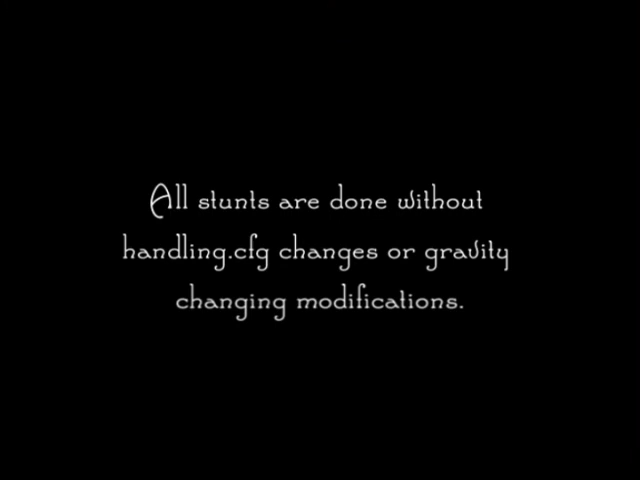 All stunts are done without
handling.cfg changes or gravity
changing modifications.